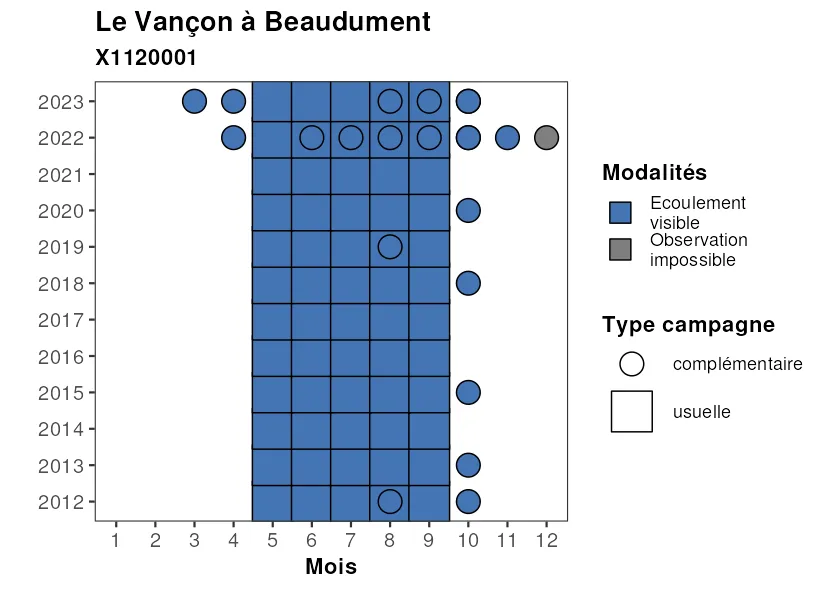 Le Vançon à Beaudument
X1120001
2023
2022
2021
2020
2019
2018
2017
2016
2015
2014
2013
2012
1 2 3 4 5 6 7 8 9 10 11 12
Mois
Modalités
Ecoulement
visible
Observation
impossible
Type campagne
complémentaire
usuelle